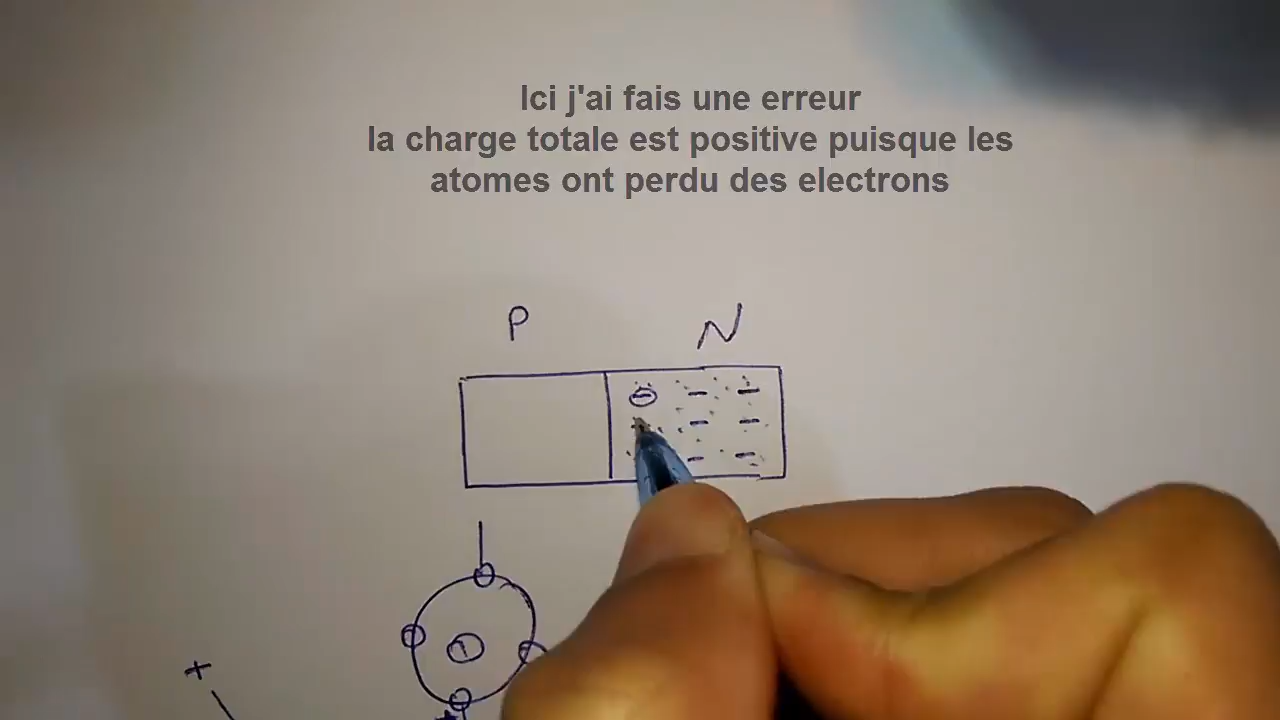 Ici j'ai fais une erreur
la charge totale est positive puisque les
atomes ont perdu des electrons
P N
⊖ - -
- -
- -
+